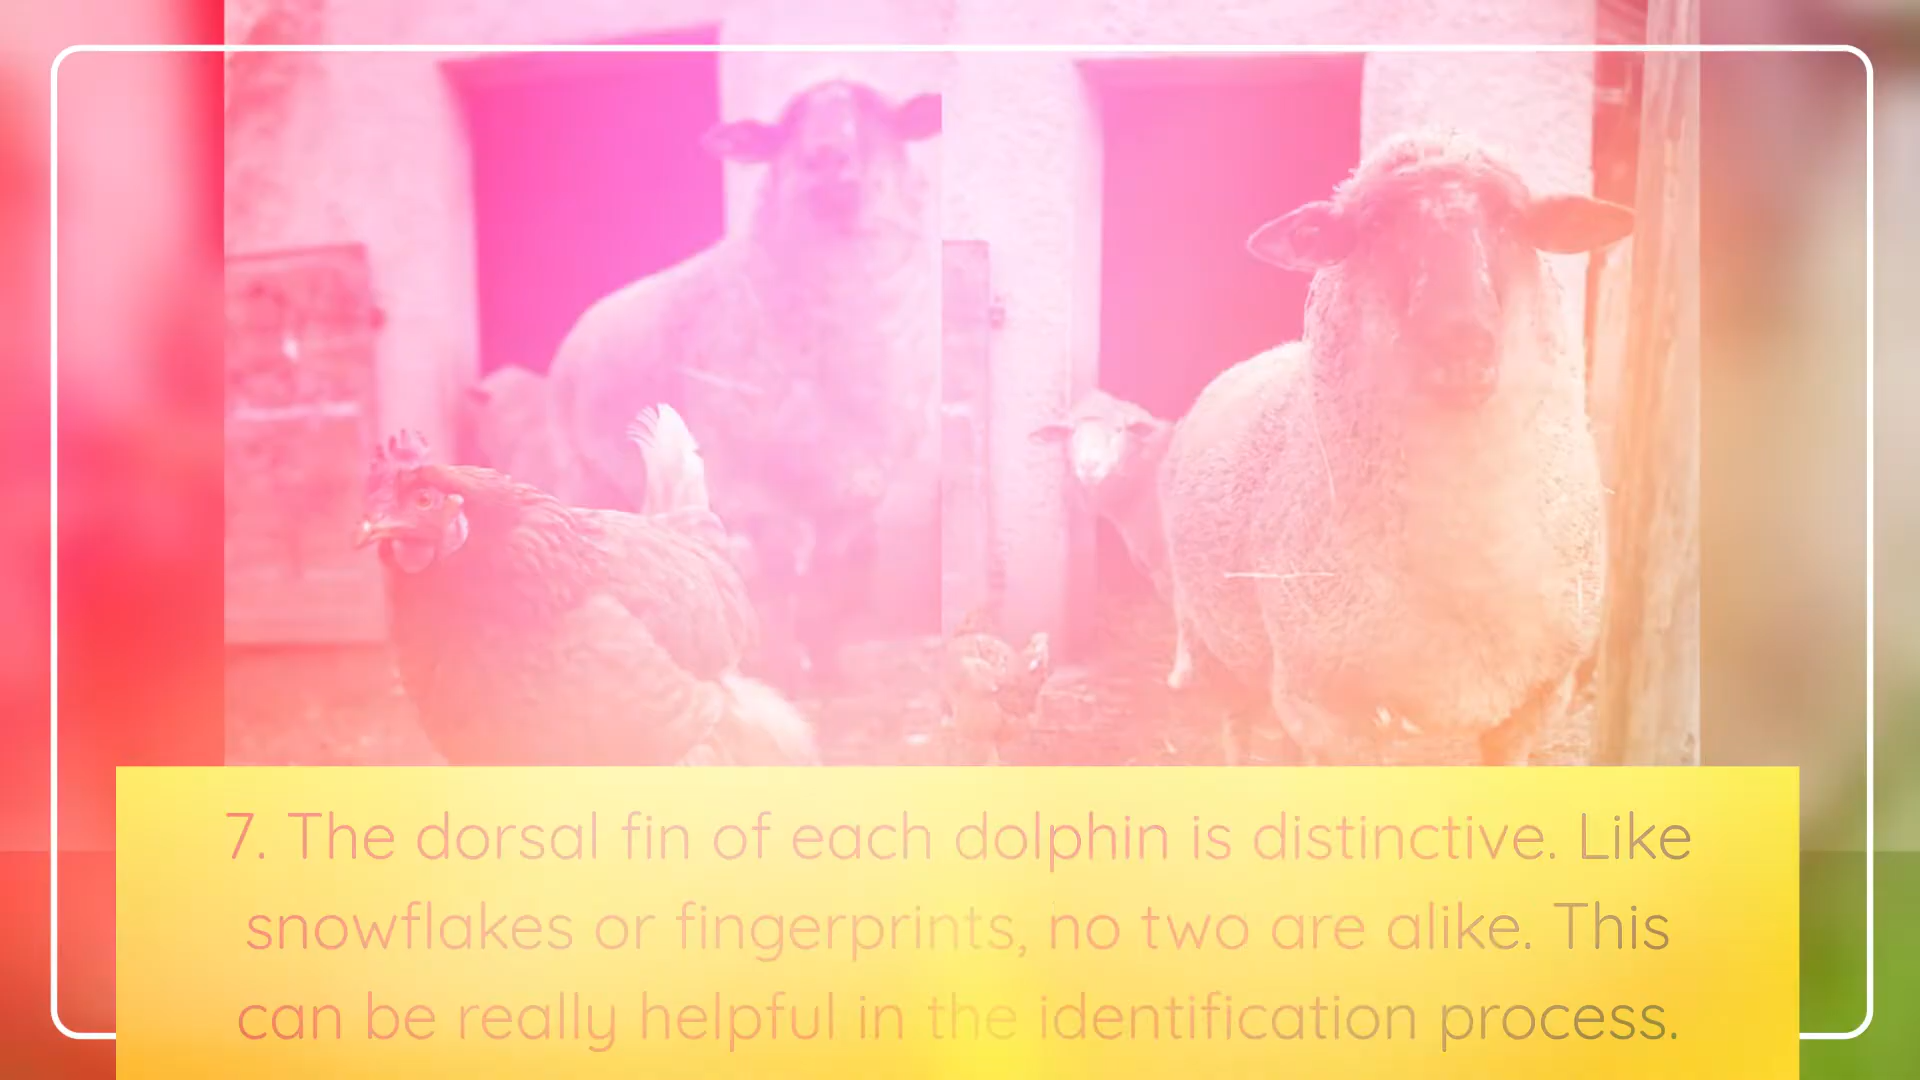 7. The dorsal fin of each dolphin is distinctive. Like
snowflakes or fingerprints, no two are alike. This
can be really helpful in the identification process.